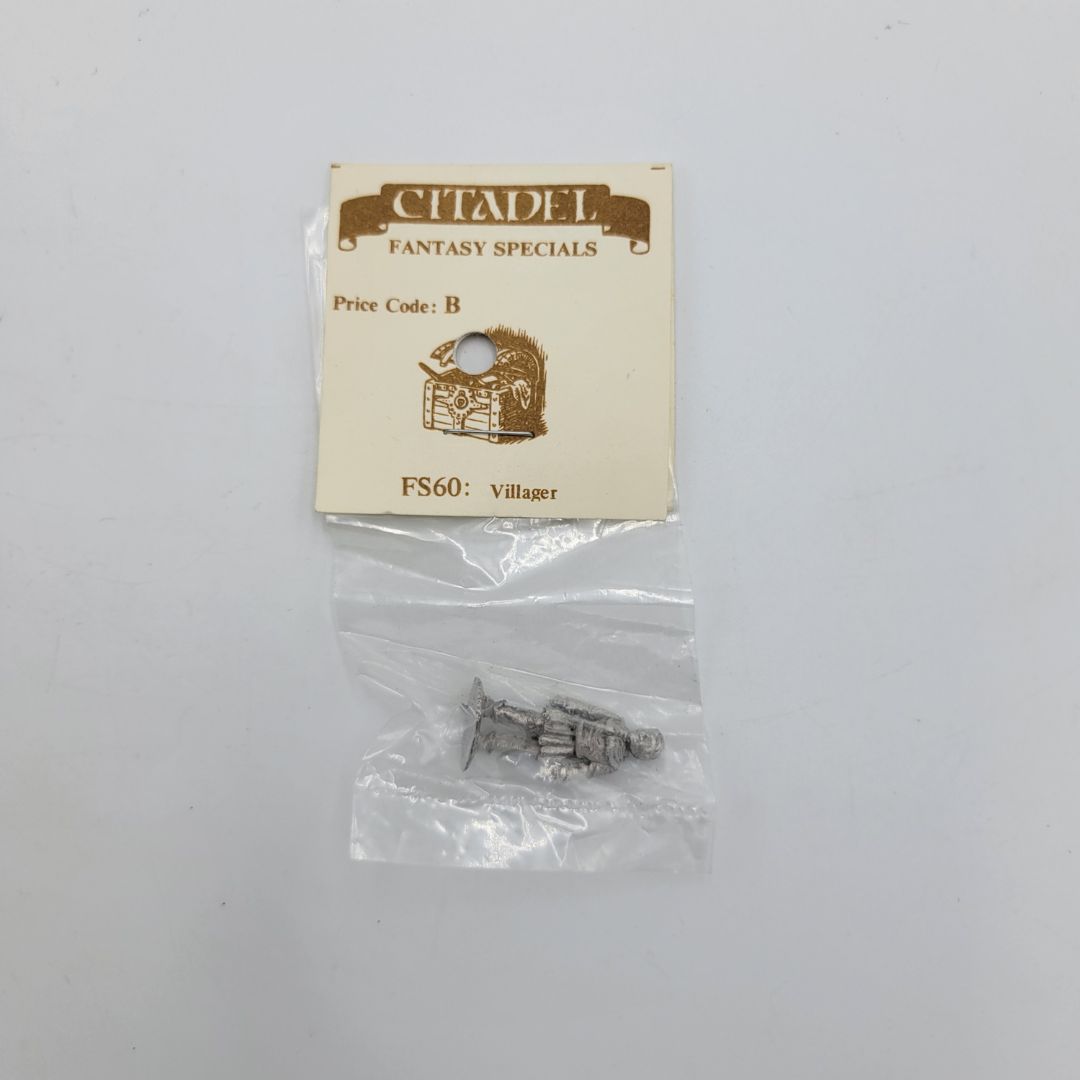 CITADEL
FANTASY SPECIALS
Price Code: B
FS60: Villager